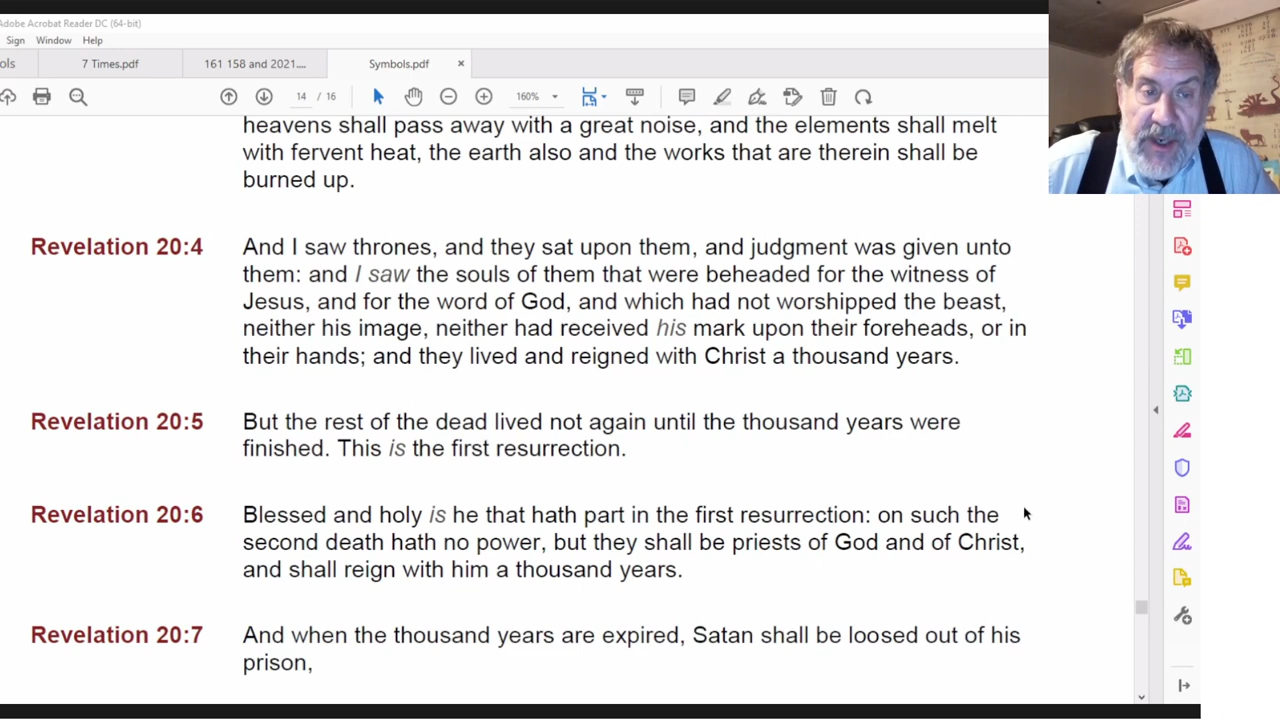 Adobe Acrobat Reader DC (64-bit)
Sign Window Help
ols 7 Times.pdf 161 158 and 2021.... Symbols.pdf ×
14 / 16 160%
heavens shall pass away with a great noise, and the elements shall melt
with fervent heat, the earth also and the works that are therein shall be
burned up.
Revelation 20:4 And I saw thrones, and they sat upon them, and judgment was given unto
them: and I saw the souls of them that were beheaded for the witness of
Jesus, and for the word of God, and which had not worshipped the beast,
neither his image, neither had received his mark upon their foreheads, or in
their hands; and they lived and reigned with Christ a thousand years.
Revelation 20:5 But the rest of the dead lived not again until the thousand years were
finished. This is the first resurrection.
Revelation 20:6 Blessed and holy is he that hath part in the first resurrection: on such the
second death hath no power, but they shall be priests of God and of Christ,
and shall reign with him a thousand years.
Revelation 20:7 And when the thousand years are expired, Satan shall be loosed out of his
prison,